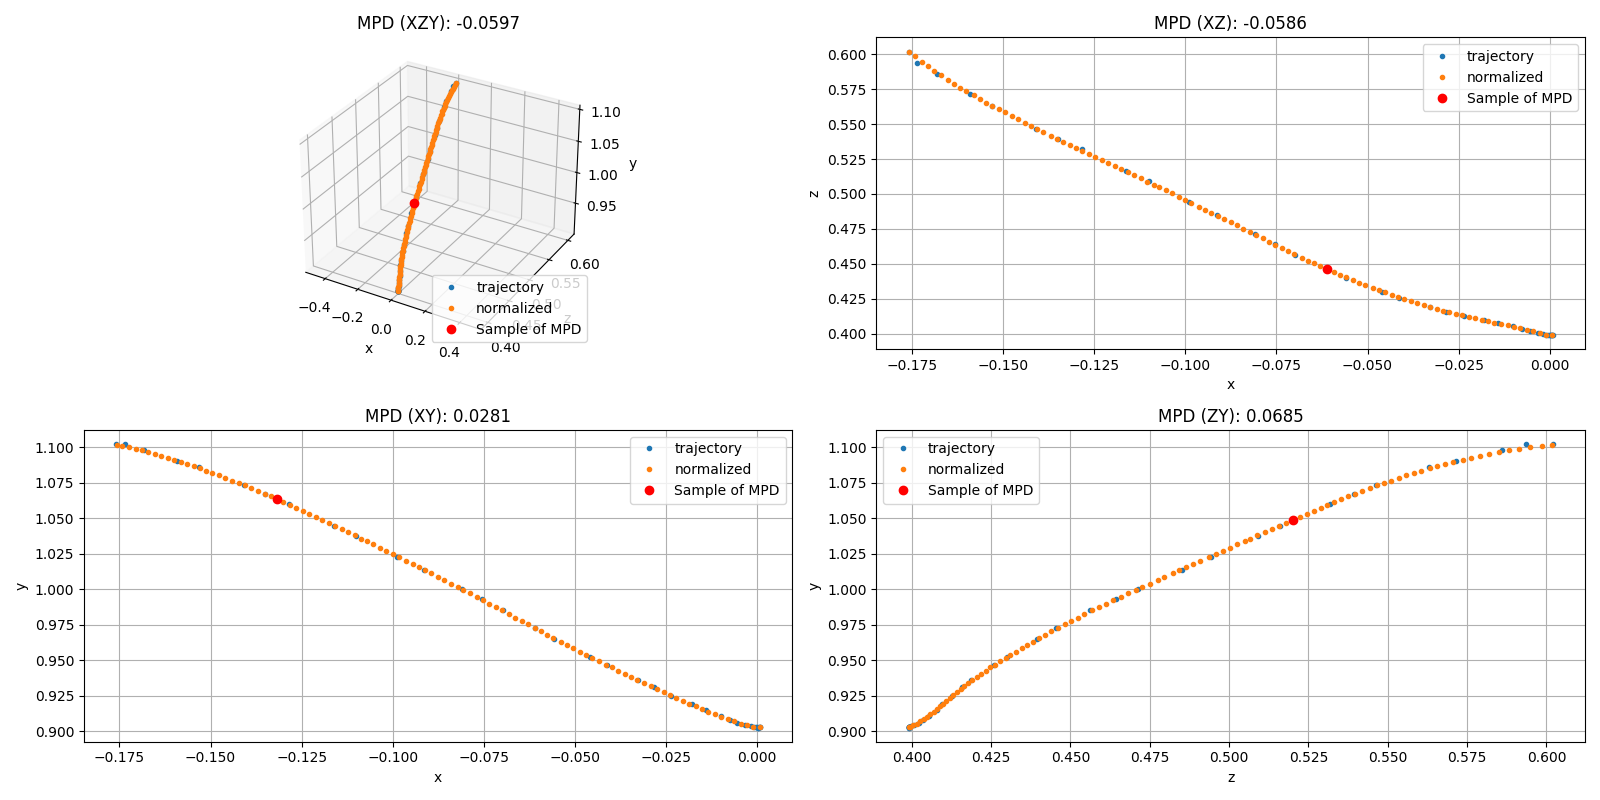 MPD (XZY): -0.0597
1.10
1.05
1.00
0.95
y
0.60
0.55
0.50
0.45
0.40
z
−0.4
−0.2
0.0
0.2
0.4
x
trajectory
normalized
Sample of MPD
MPD (XZ): -0.0586
0.600
0.575
0.550
0.525
0.500
0.475
0.450
0.425
0.400
z
−0.175 −0.150 −0.125 −0.100 −0.075 −0.050 −0.025 0.000
x
trajectory
normalized
Sample of MPD
MPD (XY): 0.0281
1.100
1.075
1.050
1.025
1.000
0.975
0.950
0.925
0.900
y
−0.175 −0.150 −0.125 −0.100 −0.075 −0.050 −0.025 0.000
x
trajectory
normalized
Sample of MPD
MPD (ZY): 0.0685
1.100
1.075
1.050
1.025
1.000
0.975
0.950
0.925
0.900
y
0.400 0.425 0.450 0.475 0.500 0.525 0.550 0.575 0.600
z
trajectory
normalized
Sample of MPD